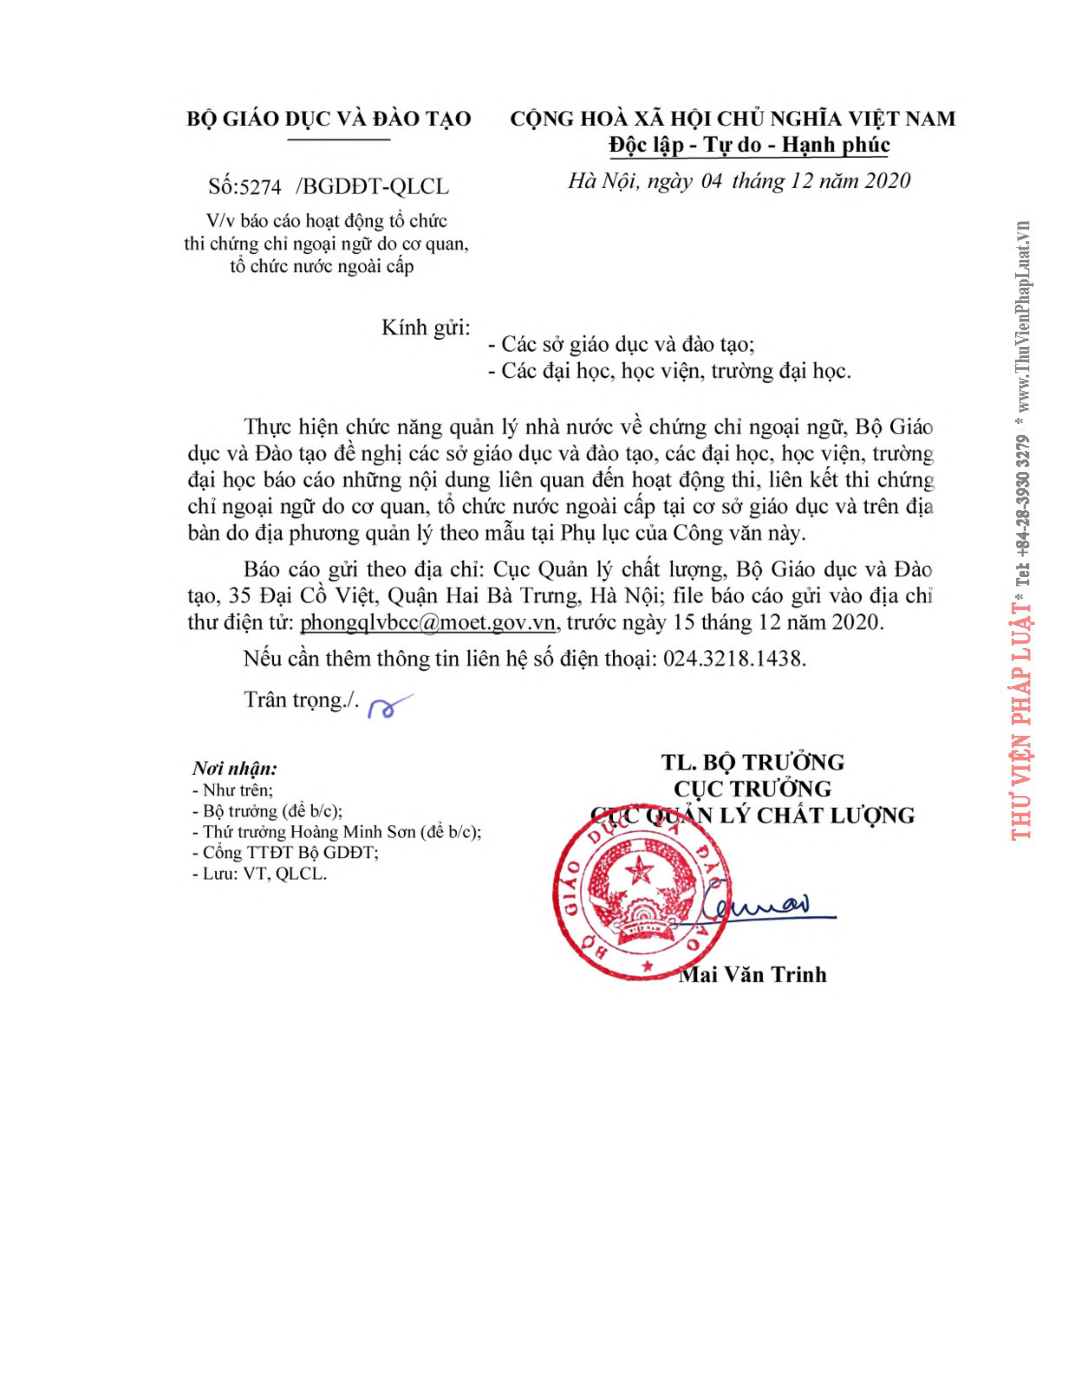 BỘ GIÁO DỤC VÀ ĐÀO TẠO
CỘNG HOÀ XÃ HỘI CHỦ NGHĨA VIỆT NAM
Độc lập - Tự do - Hạnh phúc
Số:5274 /BGDĐT-QLCL
Hà Nội, ngày 04 tháng 12 năm 2020
V/v báo cáo hoạt động tổ chức
thi chứng chỉ ngoại ngữ do cơ quan,
tổ chức nước ngoài cấp
Kính gửi:
- Các sở giáo dục và đào tạo;
- Các đại học, học viện, trường đại học.
Thực hiện chức năng quản lý nhà nước về chứng chỉ ngoại ngữ, Bộ Giáo
dục và Đào tạo đề nghị các sở giáo dục và đào tạo, các đại học, học viện, trường
đại học báo cáo những nội dung liên quan đến hoạt động thi, liên kết thi chứng
chỉ ngoại ngữ do cơ quan, tổ chức nước ngoài cấp tại cơ sở giáo dục và trên địa
bàn do địa phương quản lý theo mẫu tại Phụ lục của Công văn này.
Báo cáo gửi theo địa chỉ: Cục Quản lý chất lượng, Bộ Giáo dục và Đào
tạo, 35 Đại Cồ Việt, Quận Hai Bà Trưng, Hà Nội; file báo cáo gửi vào địa chỉ
thư điện tử: phongqlvbcc@moet.gov.vn, trước ngày 15 tháng 12 năm 2020.
Nếu cần thêm thông tin liên hệ số điện thoại: 024.3218.1438.
Trân trọng./.
Nơi nhận:
- Như trên;
- Bộ trưởng (để b/c);
- Thứ trưởng Hoàng Minh Sơn (để b/c);
- Cổng TTĐT Bộ GDĐT;
- Lưu: VT, QLCL.
TL. BỘ TRƯỞNG
CỤC TRƯỞNG
CỤC QUẢN LÝ CHẤT LƯỢNG
BỘ GIÁO DỤC VÀ ĐÀO TẠO
VIỆT NAM
Mai Văn Trinh
THƯ VIỆN PHÁP LUẬT * Tel: +84-28-3930 3279 * www.ThuVienPhapLuat.vn